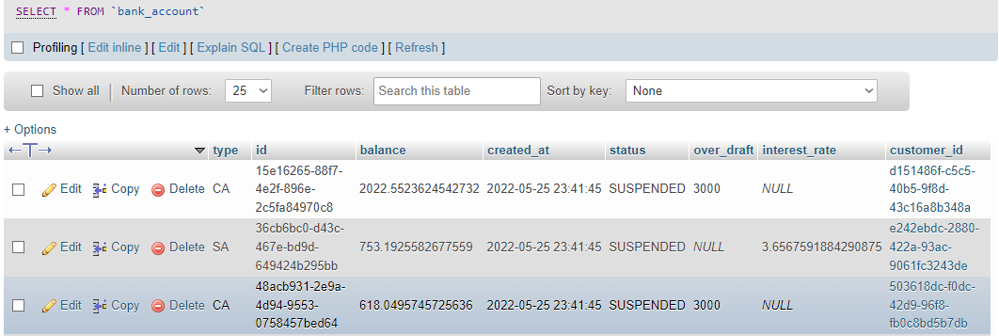 SELECT * FROM `bank_account`
Profiling [ Edit inline ] [ Edit ] [ Explain SQL ] [ Create PHP code ] [ Refresh ]
Show all Number of rows: 25 Filter rows: Search this table Sort by key: None
+ Options
type id balance created_at status over_draft interest_rate customer_id
15e16265-88f7- d151486f-c5c5-
Edit Copy Delete CA 4e2f-896e- 2022.5523624542732 2022-05-25 23:41:45 SUSPENDED 3000 NULL 40b5-9f8d-
2c5fa84970c8 43c16a8b348a
36cb6bc0-d43c- e242ebdc-2880-
Edit Copy Delete SA 467e-bd9d- 753.1925582677559 2022-05-25 23:41:45 SUSPENDED NULL 3.6567591884290875 422a-93ac-
649424b295bb 9061fc3243de
48acb931-2e9a- 503618dc-f0dc-
Edit Copy Delete CA 4d94-9553- 618.0495745725636 2022-05-25 23:41:45 SUSPENDED 3000 NULL 42d9-96f8-
0758457bed64 fb0c8bd5b7db